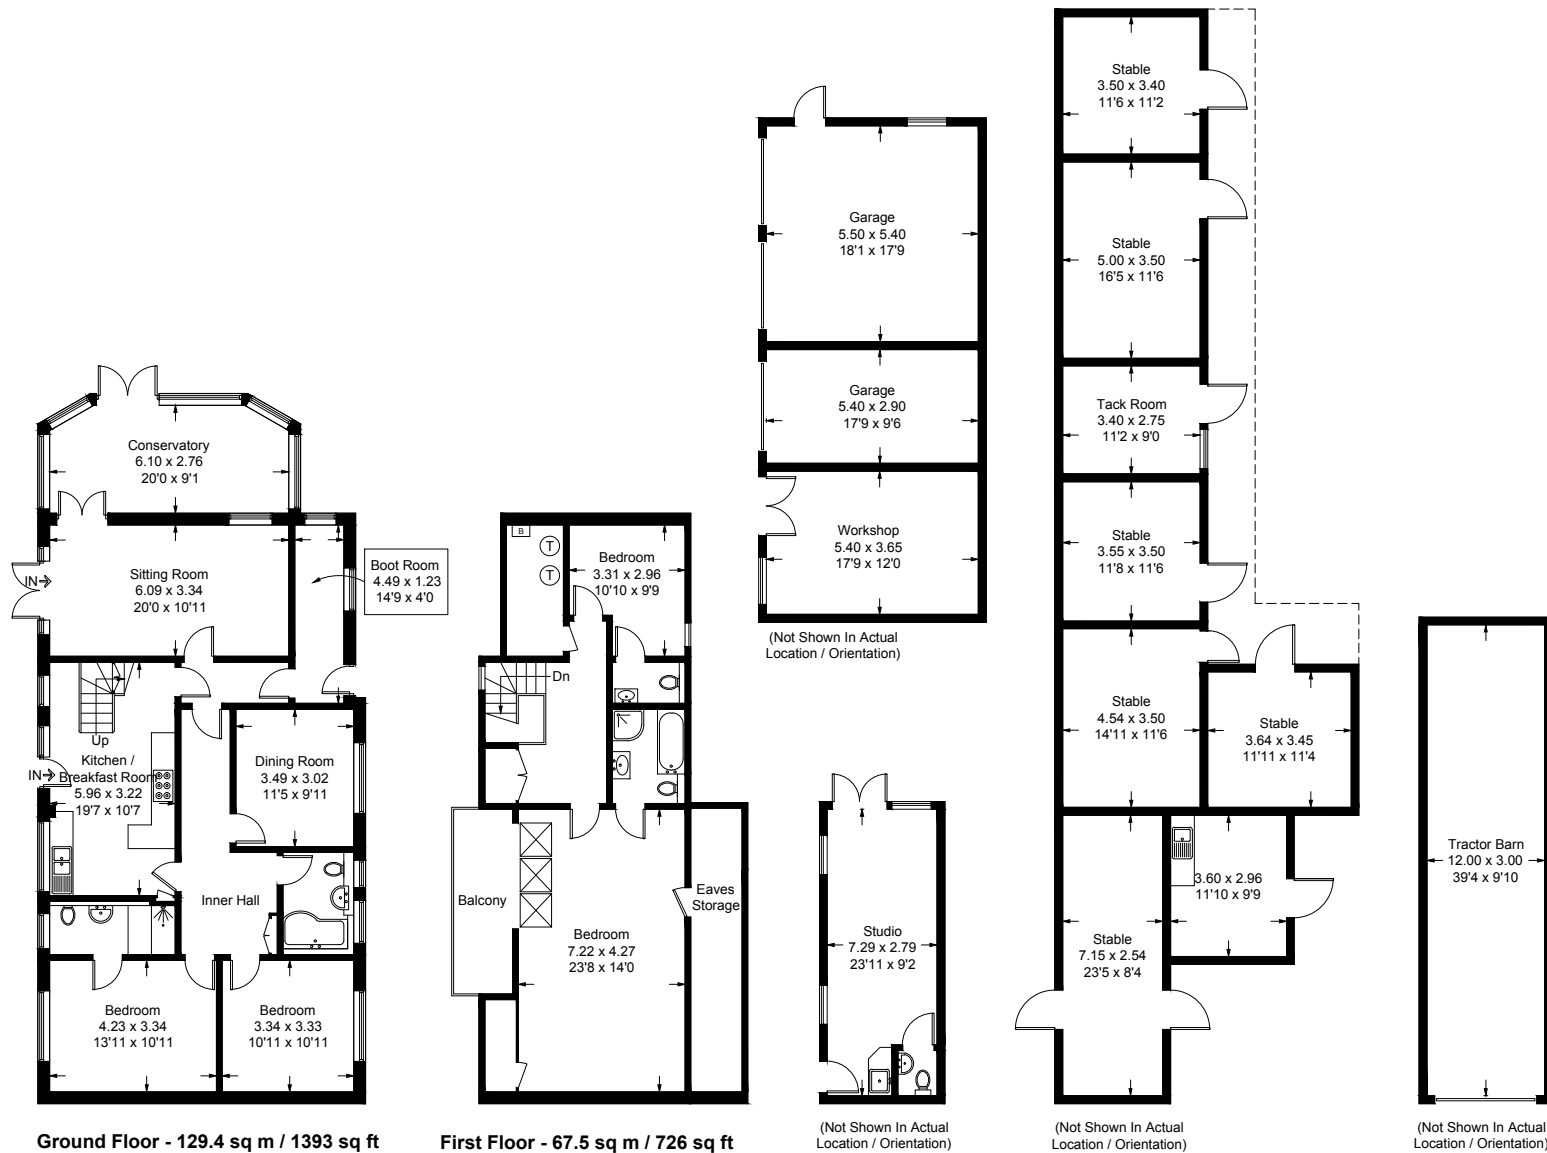 Conservatory
6.10 x 2.76
20'0 x 9'1
IN
Sitting Room
6.09 x 3.34
20'0 x 10'11
Boot Room
4.49 x 1.23
14'9 x 4'0
Up
Kitchen /
Breakfast Room
5.96 x 3.22
19'7 x 10'7
IN
Dining Room
3.49 x 3.02
11'5 x 9'11
Inner Hall
Bedroom
4.23 x 3.34
13'11 x 10'11
Bedroom
3.34 x 3.33
10'11 x 10'11
Ground Floor - 129.4 sq m / 1393 sq ft
B
T
T
Bedroom
3.31 x 2.96
10'10 x 9'9
Dn
Balcony
Bedroom
7.22 x 4.27
23'8 x 14'0
Eaves
Storage
First Floor - 67.5 sq m / 726 sq ft
Garage
5.50 x 5.40
18'1 x 17'9
Garage
5.40 x 2.90
17'9 x 9'6
Workshop
5.40 x 3.65
17'9 x 12'0
(Not Shown In Actual
Location / Orientation)
Studio
7.29 x 2.79
23'11 x 9'2
(Not Shown In Actual
Location / Orientation)
Stable
3.50 x 3.40
11'6 x 11'2
Stable
5.00 x 3.50
16'5 x 11'6
Tack Room
3.40 x 2.75
11'2 x 9'0
Stable
3.55 x 3.50
11'8 x 11'6
Stable
4.54 x 3.50
14'11 x 11'6
Stable
3.64 x 3.45
11'11 x 11'4
3.60 x 2.96
11'10 x 9'9
Stable
7.15 x 2.54
23'5 x 8'4
(Not Shown In Actual
Location / Orientation)
Tractor Barn
12.00 x 3.00
39'4 x 9'10
(Not Shown In Actual
Location / Orientation)